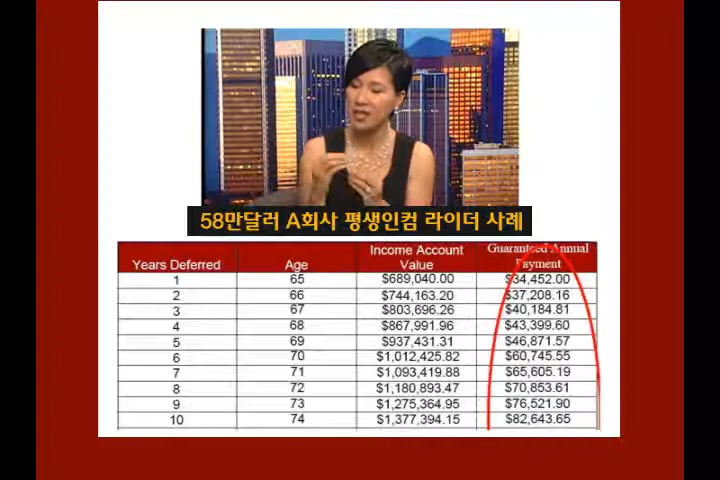 58만달러 A회사 평생인컴 라이더 사례
Years Deferred Age Income Account Value Guaranteed Annual Payment
1 65 $689,040.00 $34,452.00
2 66 $744,163.20 $37,208.16
3 67 $803,696.26 $40,184.81
4 68 $867,991.96 $43,399.60
5 69 $937,431.31 $46,871.57
6 70 $1,012,425.82 $60,745.55
7 71 $1,093,419.88 $65,605.19
8 72 $1,180,893.47 $70,853.61
9 73 $1,275,364.95 $76,521.90
10 74 $1,377,394.15 $82,643.65